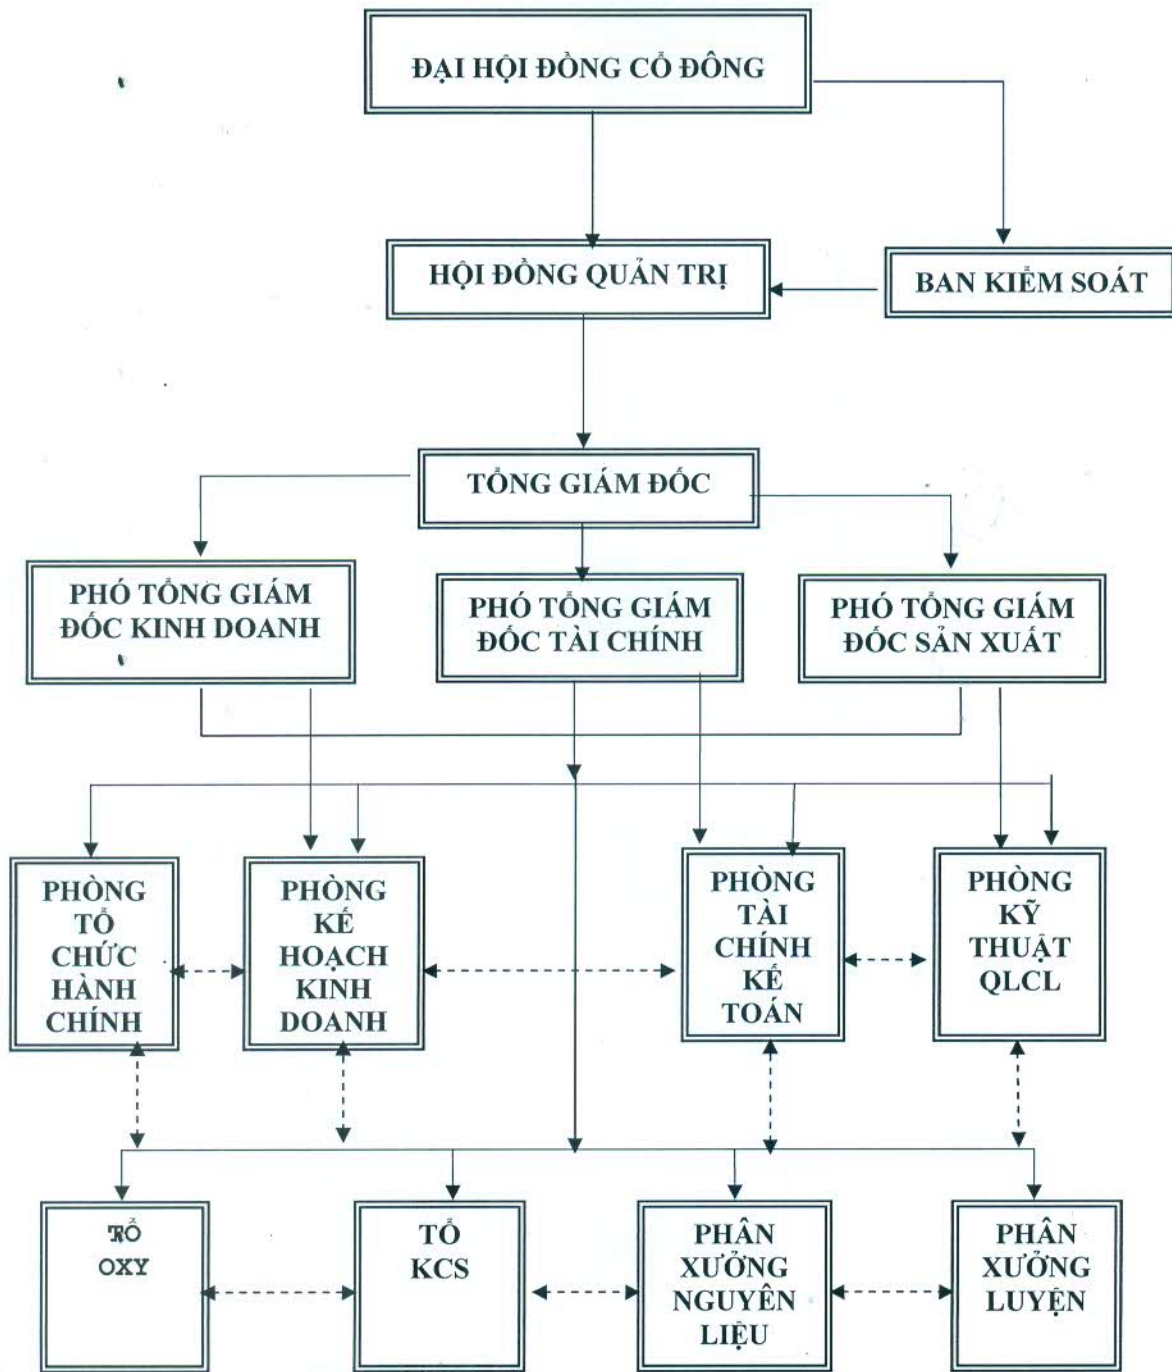 ĐẠI HỘI ĐỒNG CỔ ĐÔNG
HỘI ĐỒNG QUẢN TRỊ
BAN KIỂM SOÁT
TỔNG GIÁM ĐỐC
PHÓ TỔNG GIÁM
ĐỐC KINH DOANH
PHÓ TỔNG GIÁM
ĐỐC TÀI CHÍNH
PHÓ TỔNG GIÁM
ĐỐC SẢN XUẤT
PHÒNG
TỔ
CHỨC
HÀNH
CHÍNH
PHÒNG
KẾ
HOẠCH
KINH
DOANH
PHÒNG
TÀI
CHÍNH
KẾ
TOÁN
PHÒNG
KỸ
THUẬT
QLCL
TỔ
OXY
TỔ
KCS
PHÂN
XƯỞNG
NGUYÊN
LIỆU
PHÂN
XƯỞNG
LUYỆN